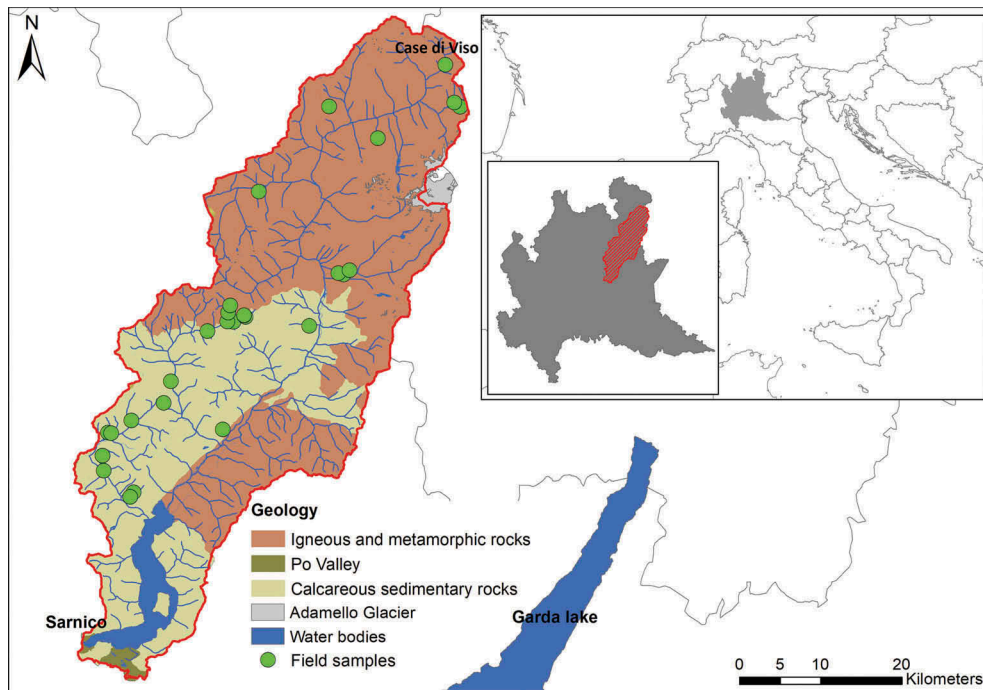 N
Case di Viso
Geology
Igneous and metamorphic rocks
Po Valley
Calcareous sedimentary rocks
Adamello Glacier
Water bodies
Field samples
Sarnico
Garda lake
0 5 10 20
Kilometers